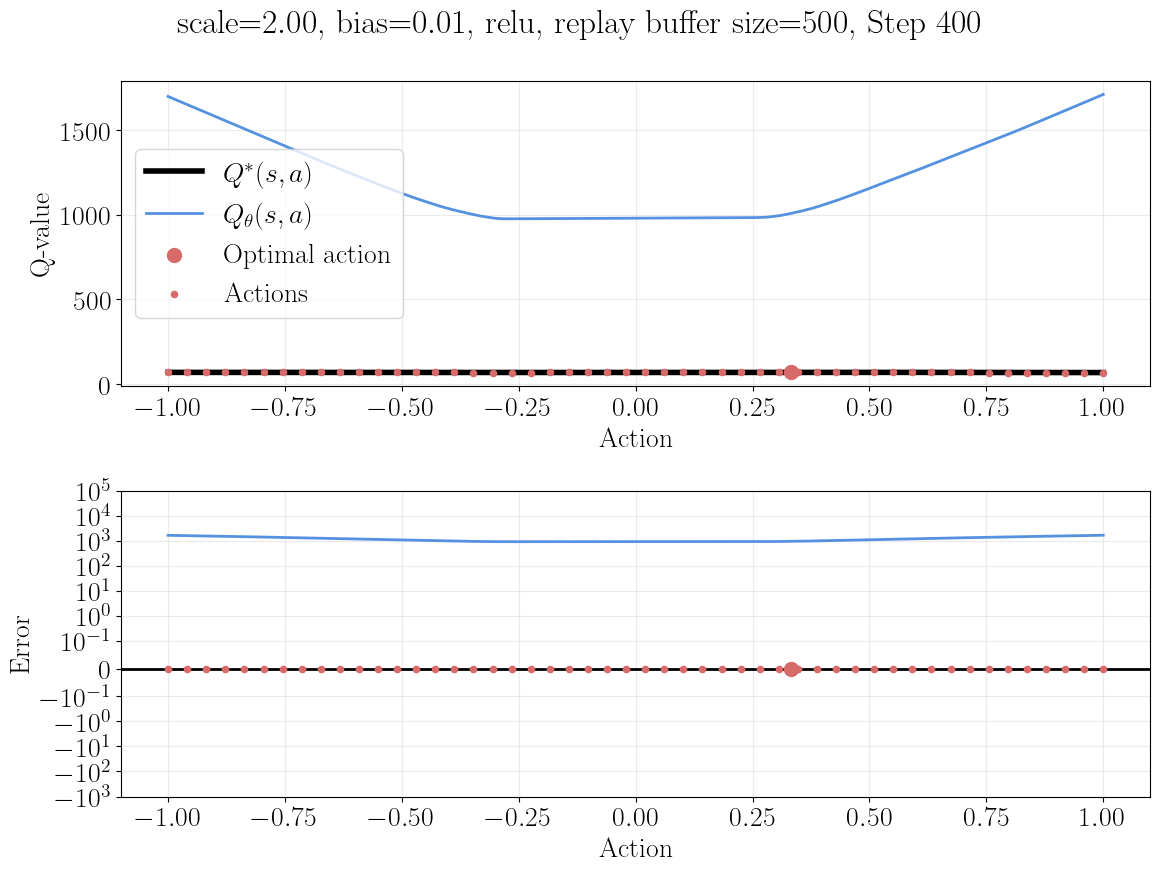 scale=2.00, bias=0.01, relu, replay buffer size=500, Step 400
Q-value
1500
1000
500
0
Q*(s, a)
Q_θ(s, a)
Optimal action
Actions
−1.00 −0.75 −0.50 −0.25 0.00 0.25 0.50 0.75 1.00
Action
Error
10^5
10^4
10^3
10^2
10^1
10^0
10^−1
0
−10^−1
−10^0
−10^1
−10^2
−10^3
−1.00 −0.75 −0.50 −0.25 0.00 0.25 0.50 0.75 1.00
Action